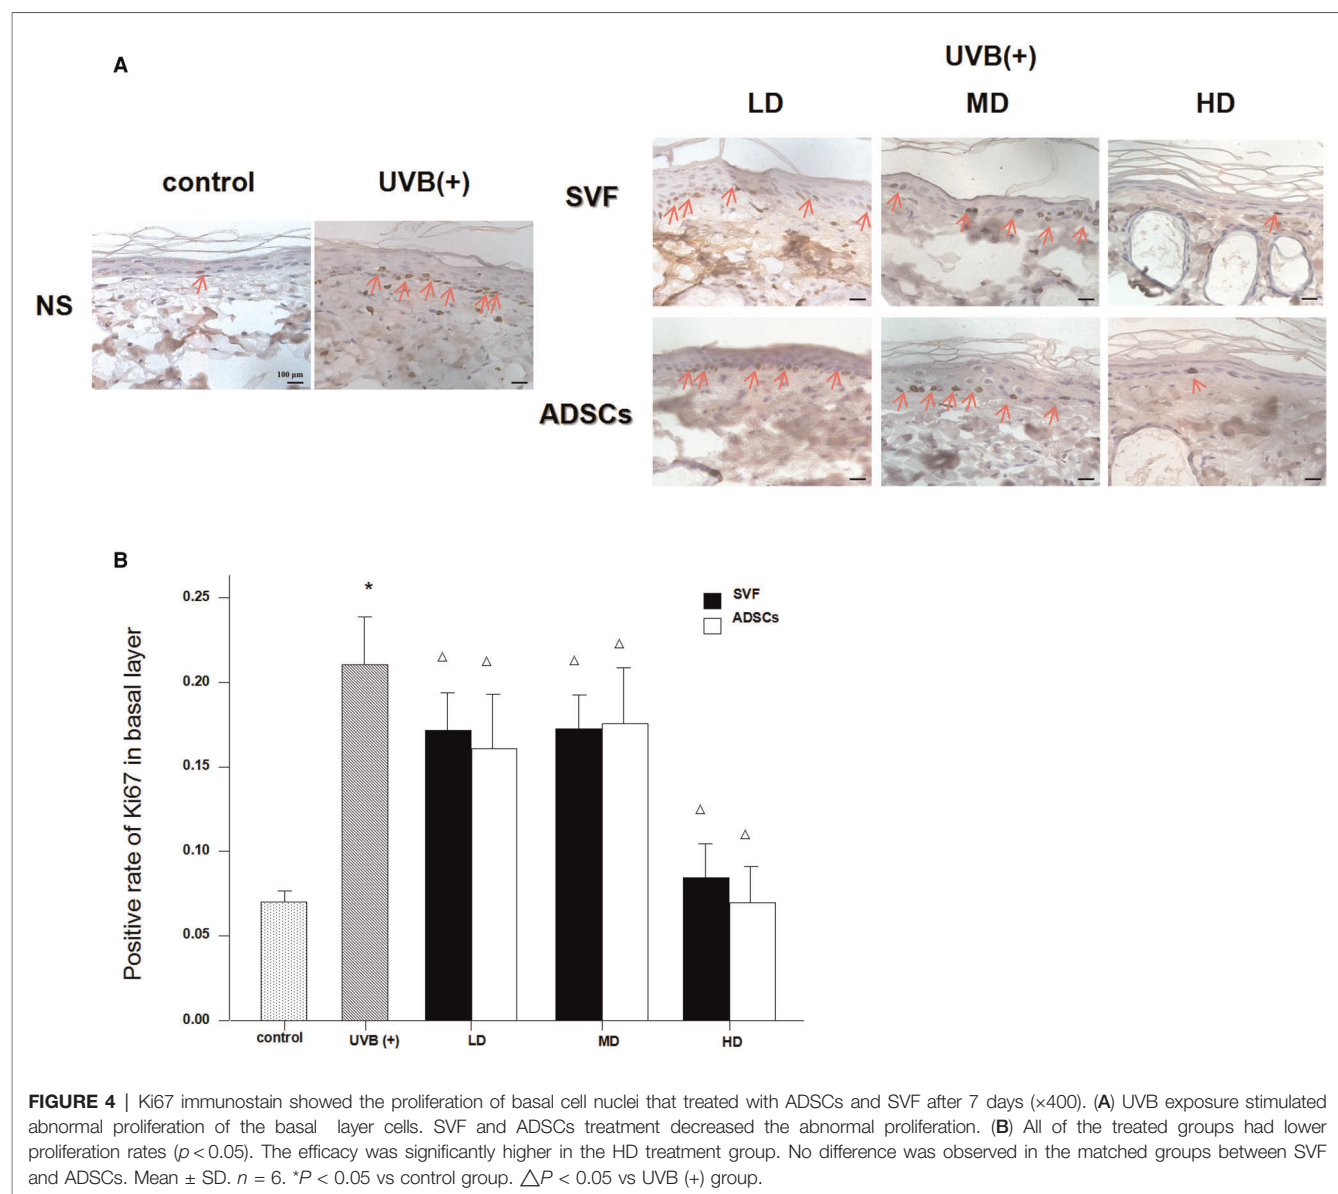 A
UVB(+)
LD MD HD
control UVB(+)
SVF
NS
100 μm
ADSCs
B
Positive rate of Ki67 in basal layer
0.25
0.20
0.15
0.10
0.05
0.00
*
△ △ △ △ △ △
SVF
ADSCs
control UVB (+) LD MD HD
FIGURE 4 | Ki67 immunostain showed the proliferation of basal cell nuclei that treated with ADSCs and SVF after 7 days (×400). (A) UVB exposure stimulated
abnormal proliferation of the basal layer cells. SVF and ADSCs treatment decreased the abnormal proliferation. (B) All of the treated groups had lower
proliferation rates (p < 0.05). The efficacy was significantly higher in the HD treatment group. No difference was observed in the matched groups between SVF
and ADSCs. Mean ± SD. n = 6. *P < 0.05 vs control group. △P < 0.05 vs UVB (+) group.